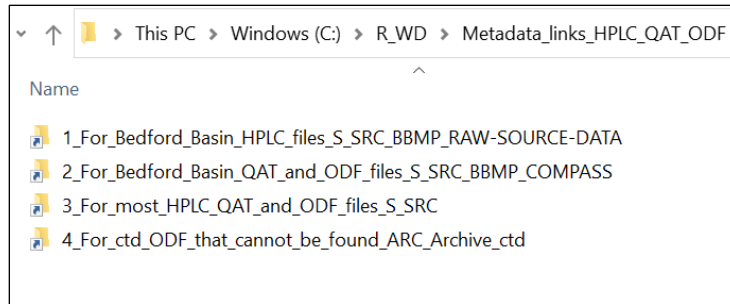 This PC > Windows (C:) > R_WD > Metadata_links_HPLC_QAT_ODF
Name
1_For_Bedford_Basin_HPLC_files_S_SRC_BBMP_RAW-SOURCE-DATA
2_For_Bedford_Basin_QAT_and_ODF_files_S_SRC_BBMP_COMPASS
3_For_most_HPLC_QAT_and_ODF_files_S_SRC
4_For_ctd_ODF_that_cannot_be_found_ARC_Archive_ctd